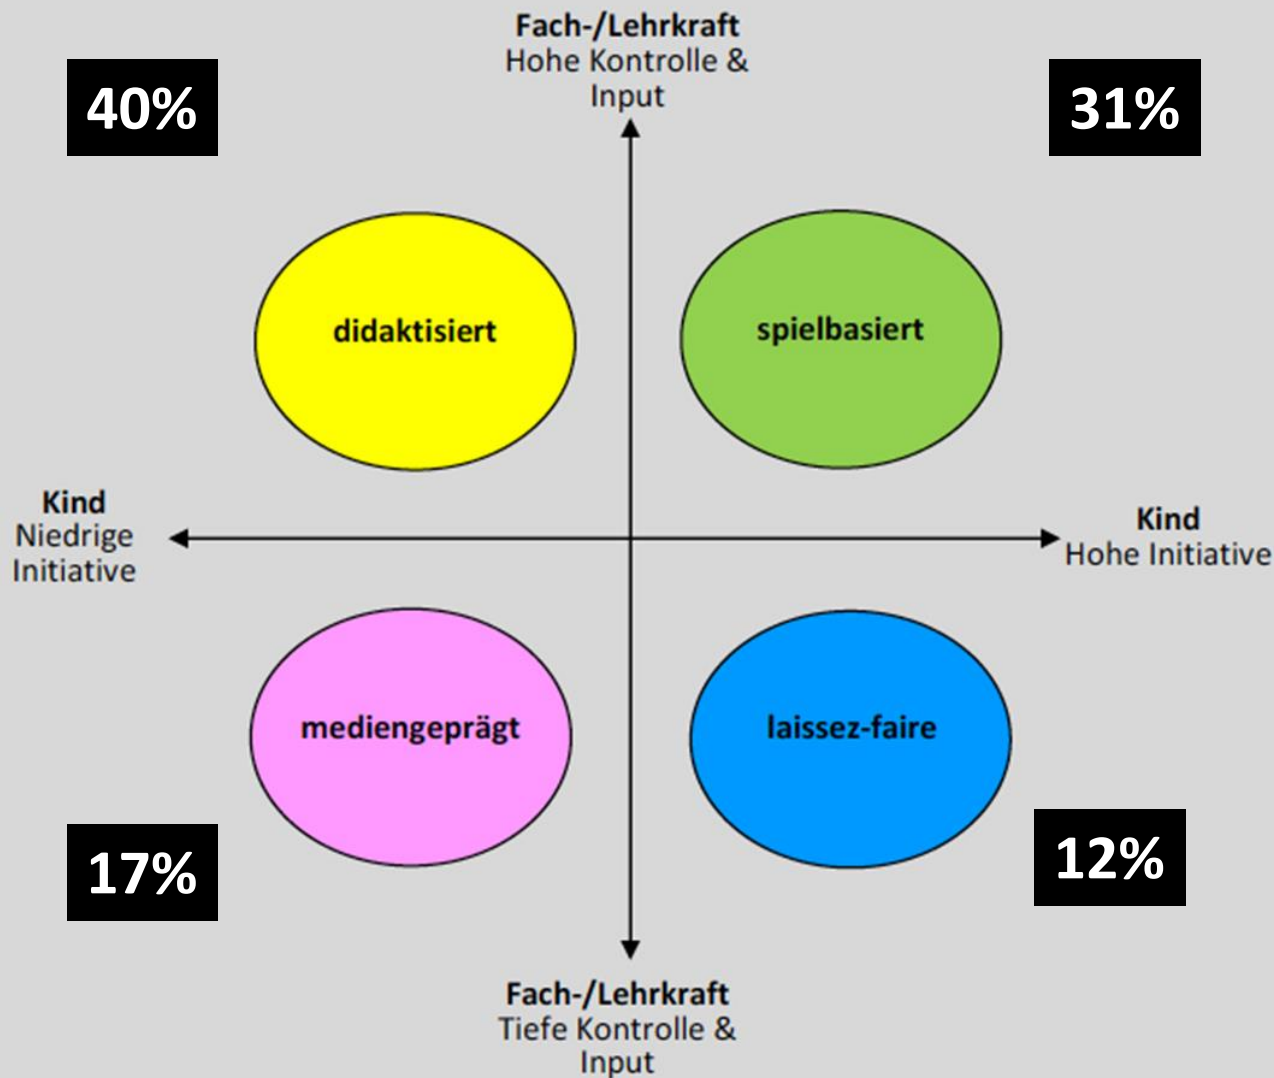 Fach-/Lehrkraft
Hohe Kontrolle &
Input
40%
31%
didaktisiert
spielbasiert
Kind
Niedrige
Initiative
Kind
Hohe Initiative
mediengeprägt
laissez-faire
17%
12%
Fach-/Lehrkraft
Tiefe Kontrolle &
Input